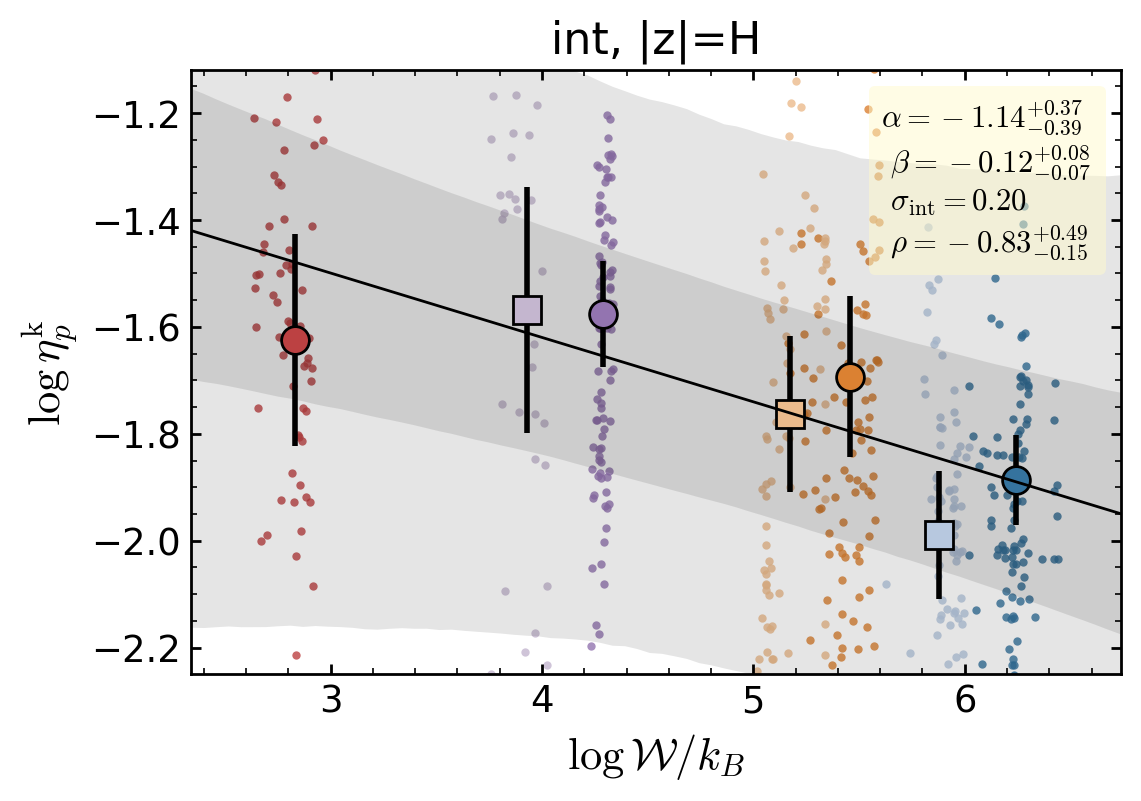 int, |z|=H
α = − 1.14^{+0.37}_{−0.39}
β = − 0.12^{+0.08}_{−0.07}
σ_int = 0.20
ρ = − 0.83^{+0.49}_{−0.15}
log η_p^k
−1.2
−1.4
−1.6
−1.8
−2.0
−2.2
3 4 5 6
log 𝒲/k_B